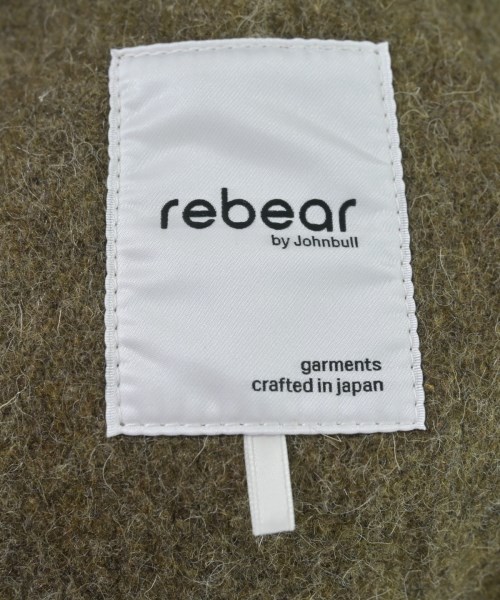 rebear
by Johnbull
garments
crafted in japan